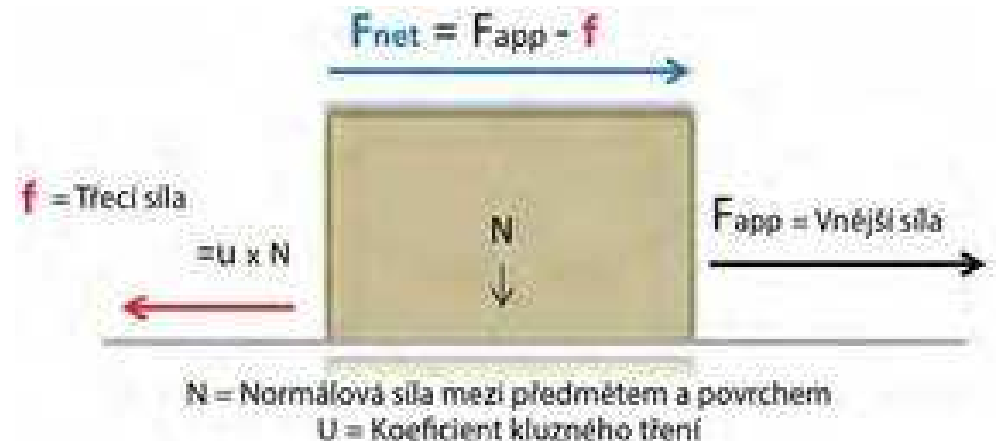 Fnet = Fapp - f
f = Třecí síla
=u x N
N
Fapp = Vnější síla
N = Normálová síla mezi předmětem a povrchem
U = Koeficient kluzného tření